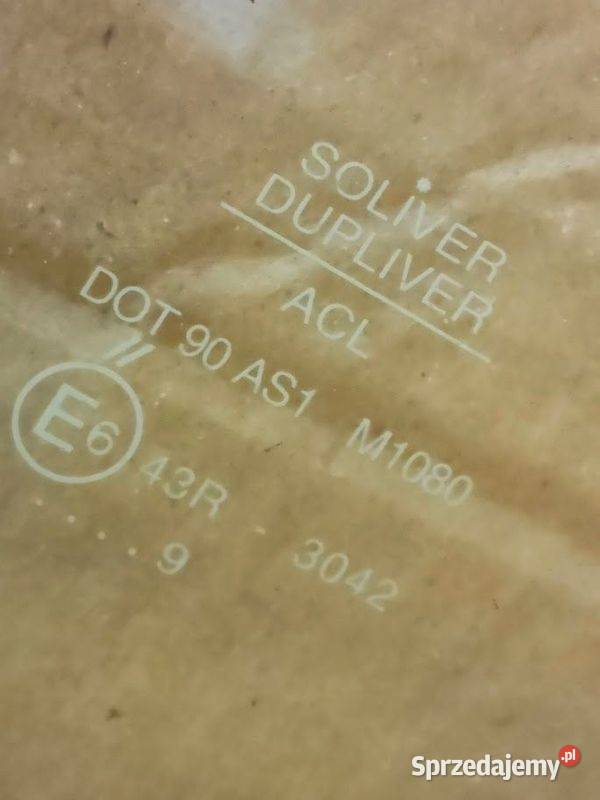 SOLIVER
DUPLIVER
ACL
DOT 90 AS1 M1080
//
E6 43R 3042
. . . . 9
Sprzedajemy.pl